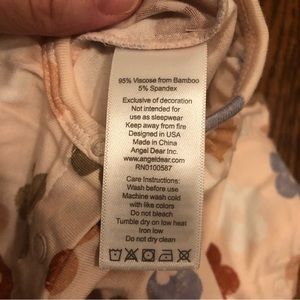 95% Viscose from Bamboo
5% Spandex
Exclusive of decoration
Not intended for
use as sleepwear
Keep away from fire
Designed in USA
Made in China
Angel Dear Inc.
www.angeldear.com
RN0100587
Care Instructions:
Wash before use
Machine wash cold
with like colors
Do not bleach
Tumble dry on low heat
Iron low
Do not dry clean